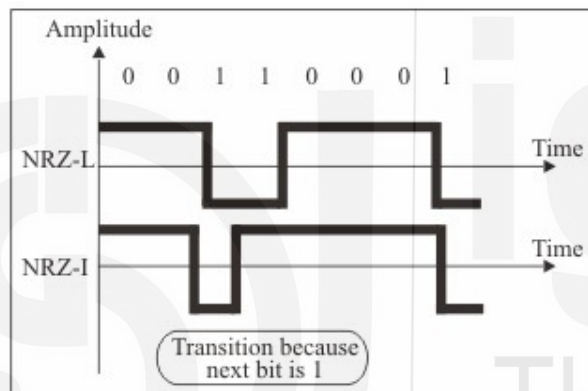 Amplitude
0 0 1 1 0 0 0 1
NRZ-L
Time
NRZ-I
Time
Transition because
next bit is 1